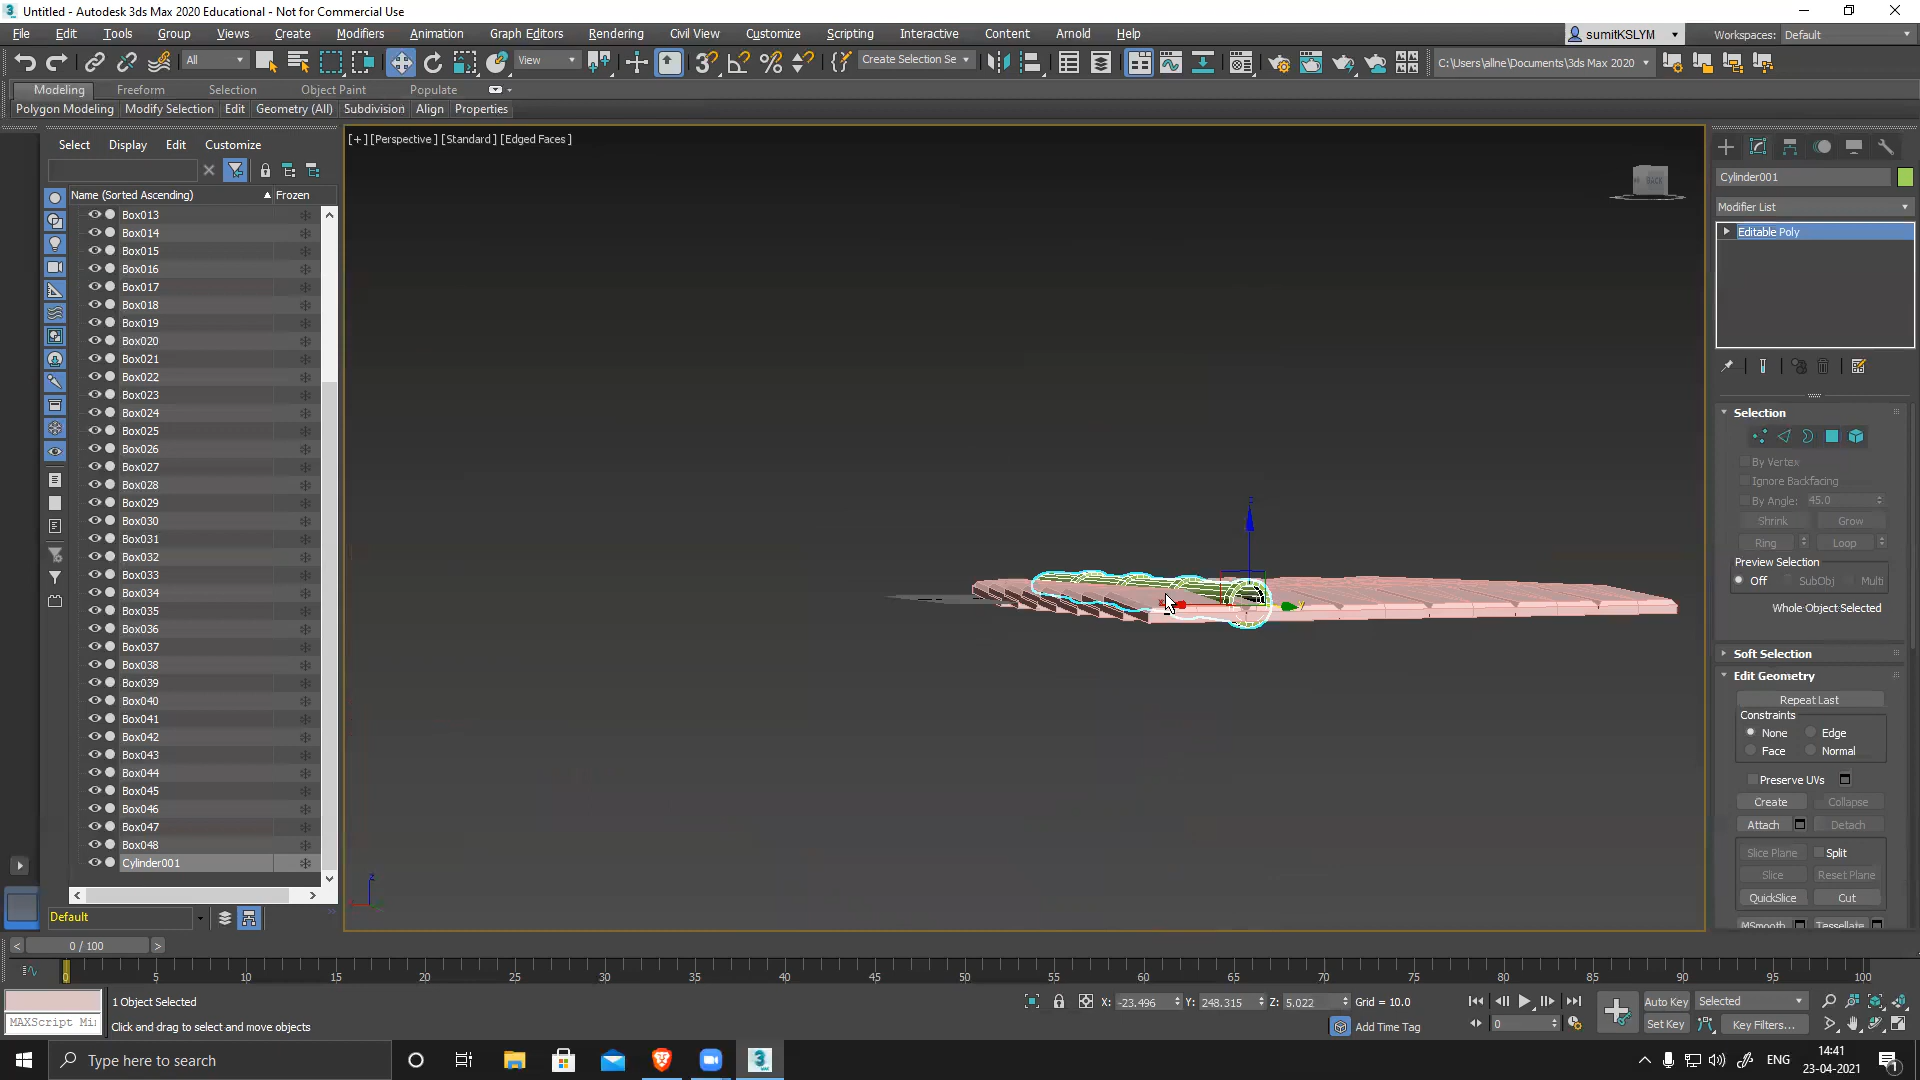 Untitled - Autodesk 3ds Max 2020 Educational - Not for Commercial Use
File Edit Tools Group Views Create Modifiers Animation Graph Editors Rendering Civil View Customize Scripting Interactive Content Arnold Help sumitKSLYM Workspaces: Default
All View Create Selection Se C:\Users\allne\Documents\3ds Max 2020
Modeling Freeform Selection Object Paint Populate
Polygon Modeling Modify Selection Edit Geometry (All) Subdivision Align Properties
Select Display Edit Customize
[+] [Perspective] [Standard] [Edged Faces]
BACK
Name (Sorted Ascending) Frozen
Box013
Box014
Box015
Box016
Box017
Box018
Box019
Box020
Box021
Box022
Box023
Box024
Box025
Box026
Box027
Box028
Box029
Box030
Box031
Box032
Box033
Box034
Box035
Box036
Box037
Box038
Box039
Box040
Box041
Box042
Box043
Box044
Box045
Box046
Box047
Box048
Cylinder001
Default
Cylinder001
Modifier List
Editable Poly
Selection
By Vertex
Ignore Backfacing
By Angle: 45.0
Shrink Grow
Ring Loop
Preview Selection
Off SubObj Multi
Whole Object Selected
Soft Selection
Edit Geometry
Repeat Last
Constraints
None Edge
Face Normal
Preserve UVs
Create Collapse
Attach Detach
Slice Plane Split
Slice Reset Plane
QuickSlice Cut
MSmooth Tessellate
0 / 100
0 5 10 15 20 25 30 35 40 45 50 55 60 65 70 75 80 85 90 95 100
1 Object Selected X: -23.496 Y: 248.315 Z: 5.022 Grid = 10.0 Auto Key Selected
MAXScript Mi Click and drag to select and move objects Add Time Tag 0 Set Key Key Filters...
Type here to search ENG 14:41
23-04-2021